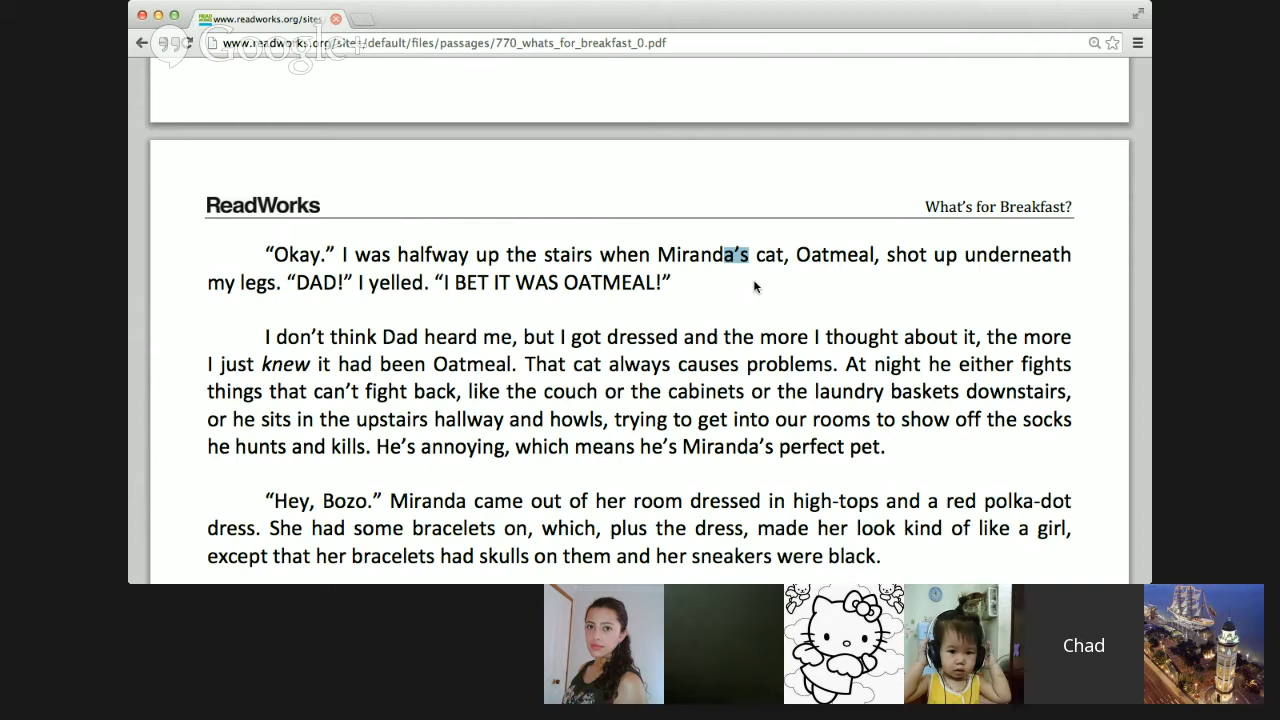 www.readworks.org/sites
www.readworks.org/sites/default/files/passages/770_whats_for_breakfast_0.pdf
Google+
ReadWorks
What's for Breakfast?
“Okay.” I was halfway up the stairs when Miranda’s cat, Oatmeal, shot up underneath
my legs. “DAD!” I yelled. “I BET IT WAS OATMEAL!”
I don’t think Dad heard me, but I got dressed and the more I thought about it, the more
I just knew it had been Oatmeal. That cat always causes problems. At night he either fights
things that can’t fight back, like the couch or the cabinets or the laundry baskets downstairs,
or he sits in the upstairs hallway and howls, trying to get into our rooms to show off the socks
he hunts and kills. He’s annoying, which means he’s Miranda’s perfect pet.
“Hey, Bozo.” Miranda came out of her room dressed in high-tops and a red polka-dot
dress. She had some bracelets on, which, plus the dress, made her look kind of like a girl,
except that her bracelets had skulls on them and her sneakers were black.
Chad